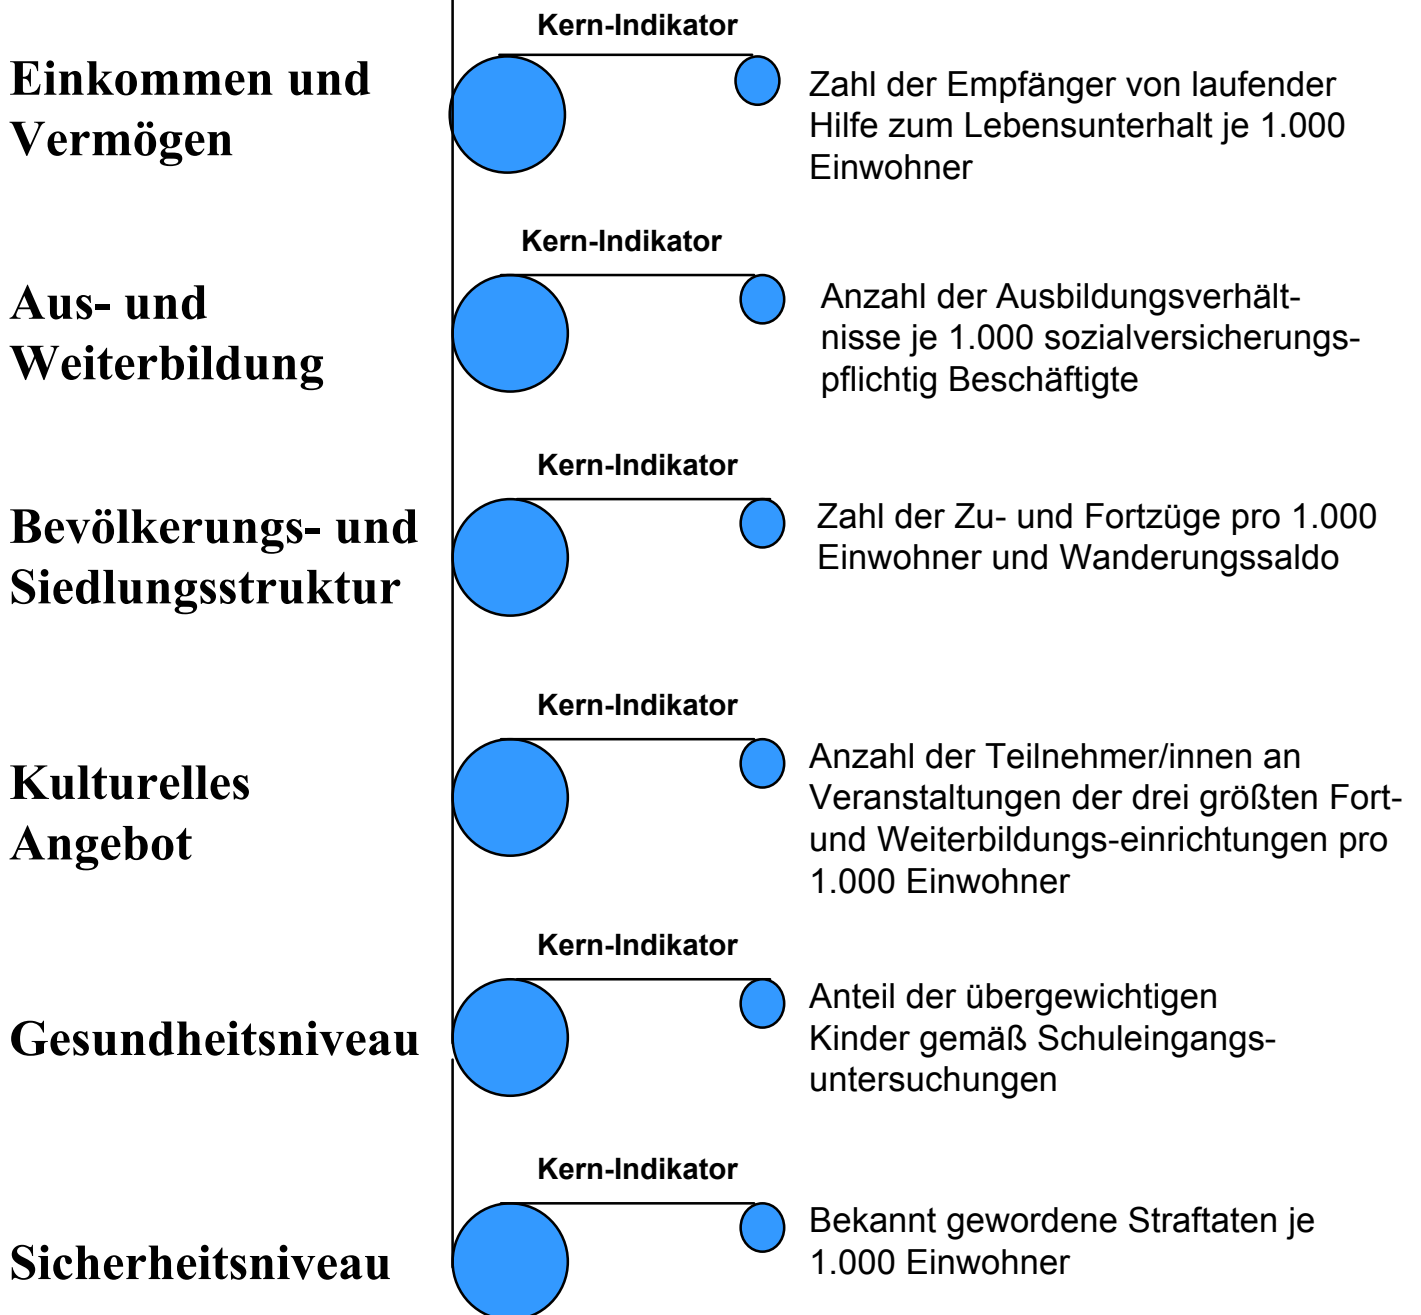 Kern-Indikator
Einkommen und
Vermögen
Zahl der Empfänger von laufender
Hilfe zum Lebensunterhalt je 1.000
Einwohner
Kern-Indikator
Aus- und
Weiterbildung
Anzahl der Ausbildungsverhält-
nisse je 1.000 sozialversicherungs-
pflichtig Beschäftigte
Kern-Indikator
Bevölkerungs- und
Siedlungsstruktur
Zahl der Zu- und Fortzüge pro 1.000
Einwohner und Wanderungssaldo
Kern-Indikator
Kulturelles
Angebot
Anzahl der Teilnehmer/innen an
Veranstaltungen der drei größten Fort-
und Weiterbildungs-einrichtungen pro
1.000 Einwohner
Kern-Indikator
Gesundheitsniveau
Anteil der übergewichtigen
Kinder gemäß Schuleingangs-
untersuchungen
Kern-Indikator
Sicherheitsniveau
Bekannt gewordene Straftaten je
1.000 Einwohner